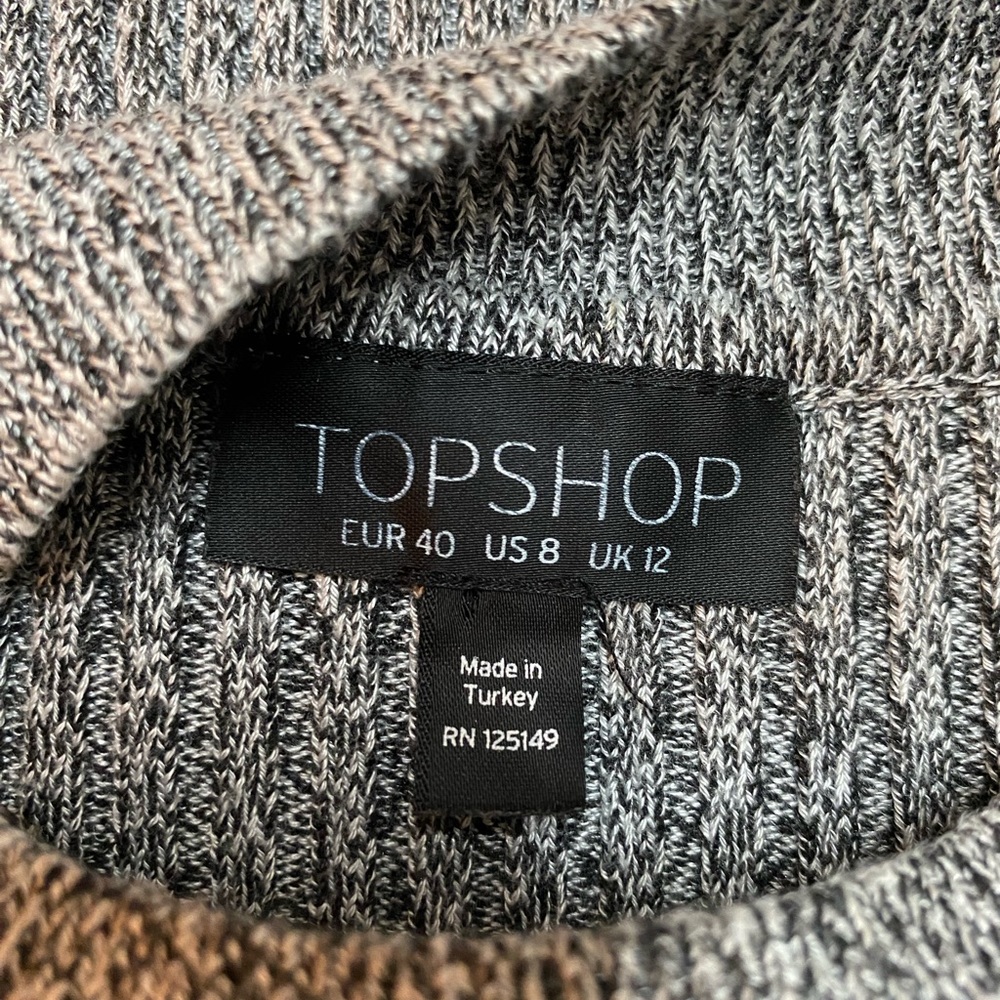 TOPSHOP
EUR 40 US 8 UK 12
Made in
Turkey
RN 125149